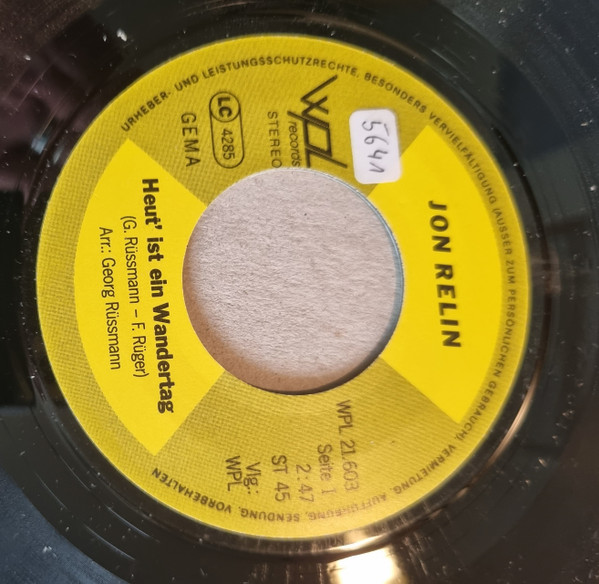 URHEBER- UND LEISTUNGSSCHUTZRECHTE, BESONDERS VERVIELFÄLTIGUNG (AUSSER ZUM PERSÖNLICHEN GEBRAUCH), VERMIETUNG, AUFFÜHRUNG, SENDUNG, VORBEHALTEN
JON RELIN
5641
WPL
records
STEREO
LC 4285
GEMA
WPL 21.603
Seite 1
2:47
ST 45
Vlg.:
WPL
Heut' ist ein Wandertag
(G. Rüssmann – F. Rüger)
Arr.: Georg Rüssmann